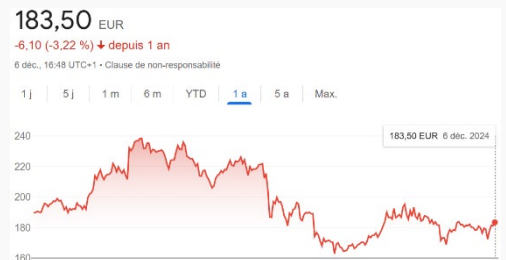 183,50 EUR
-6,10 (-3,22 %) ↓ depuis 1 an
6 déc., 16:48 UTC+1 • Clause de non-responsabilité
1 j 5 j 1 m 6 m YTD 1 a 5 a Max.
240
183,50 EUR 6 déc. 2024
220
200
180
160